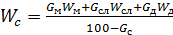 W_c = (G_м W_м + G_сл W_сл + G_д W_д) / (100 − G_c)